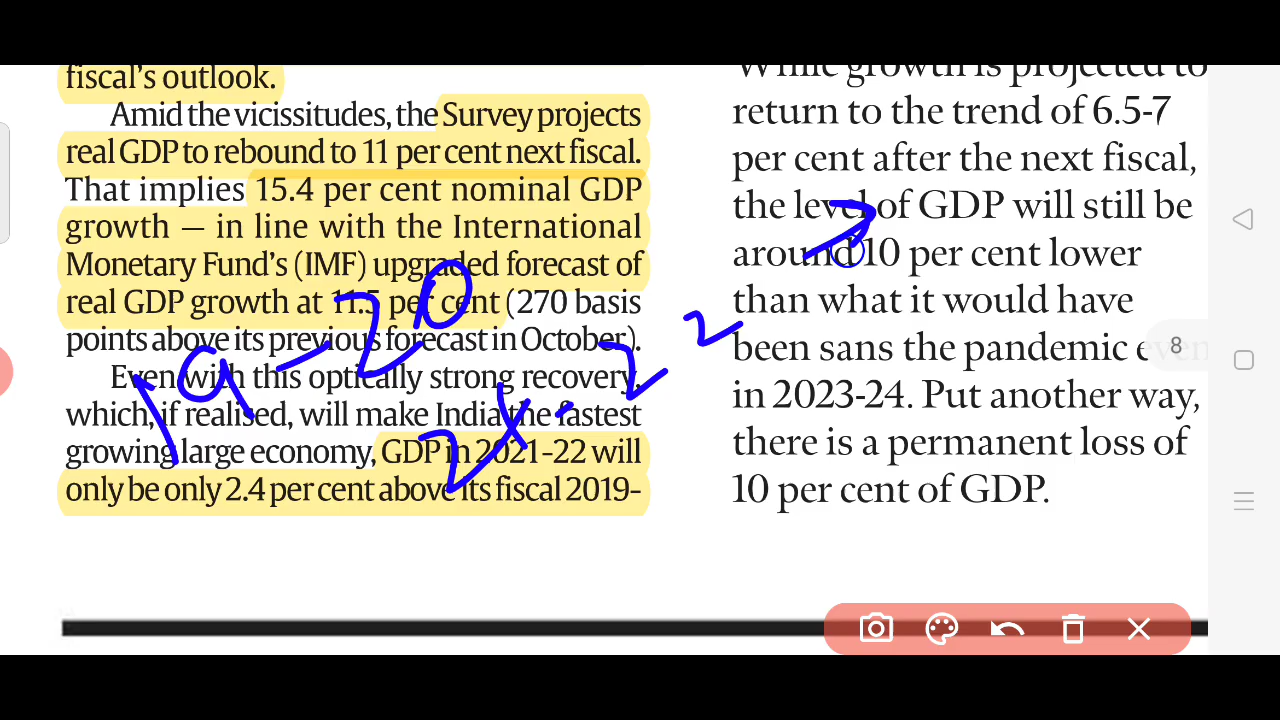 fiscal's outlook.
Amid the vicissitudes, the Survey projects
real GDP to rebound to 11 per cent next fiscal.
That implies 15.4 per cent nominal GDP
growth — in line with the International
Monetary Fund's (IMF) upgraded forecast of
real GDP growth at 11.5 per cent (270 basis
points above its previous forecast in October).
Even with this optically strong recovery,
which, if realised, will make India the fastest
growing large economy, GDP in 2021-22 will
only be only 2.4 per cent above its fiscal 2019-
19-20
While growth is projected to
return to the trend of 6.5-7
per cent after the next fiscal,
the level of GDP will still be
around 10 per cent lower
than what it would have
been sans the pandemic even
in 2023-24. Put another way,
there is a permanent loss of
10 per cent of GDP.
8